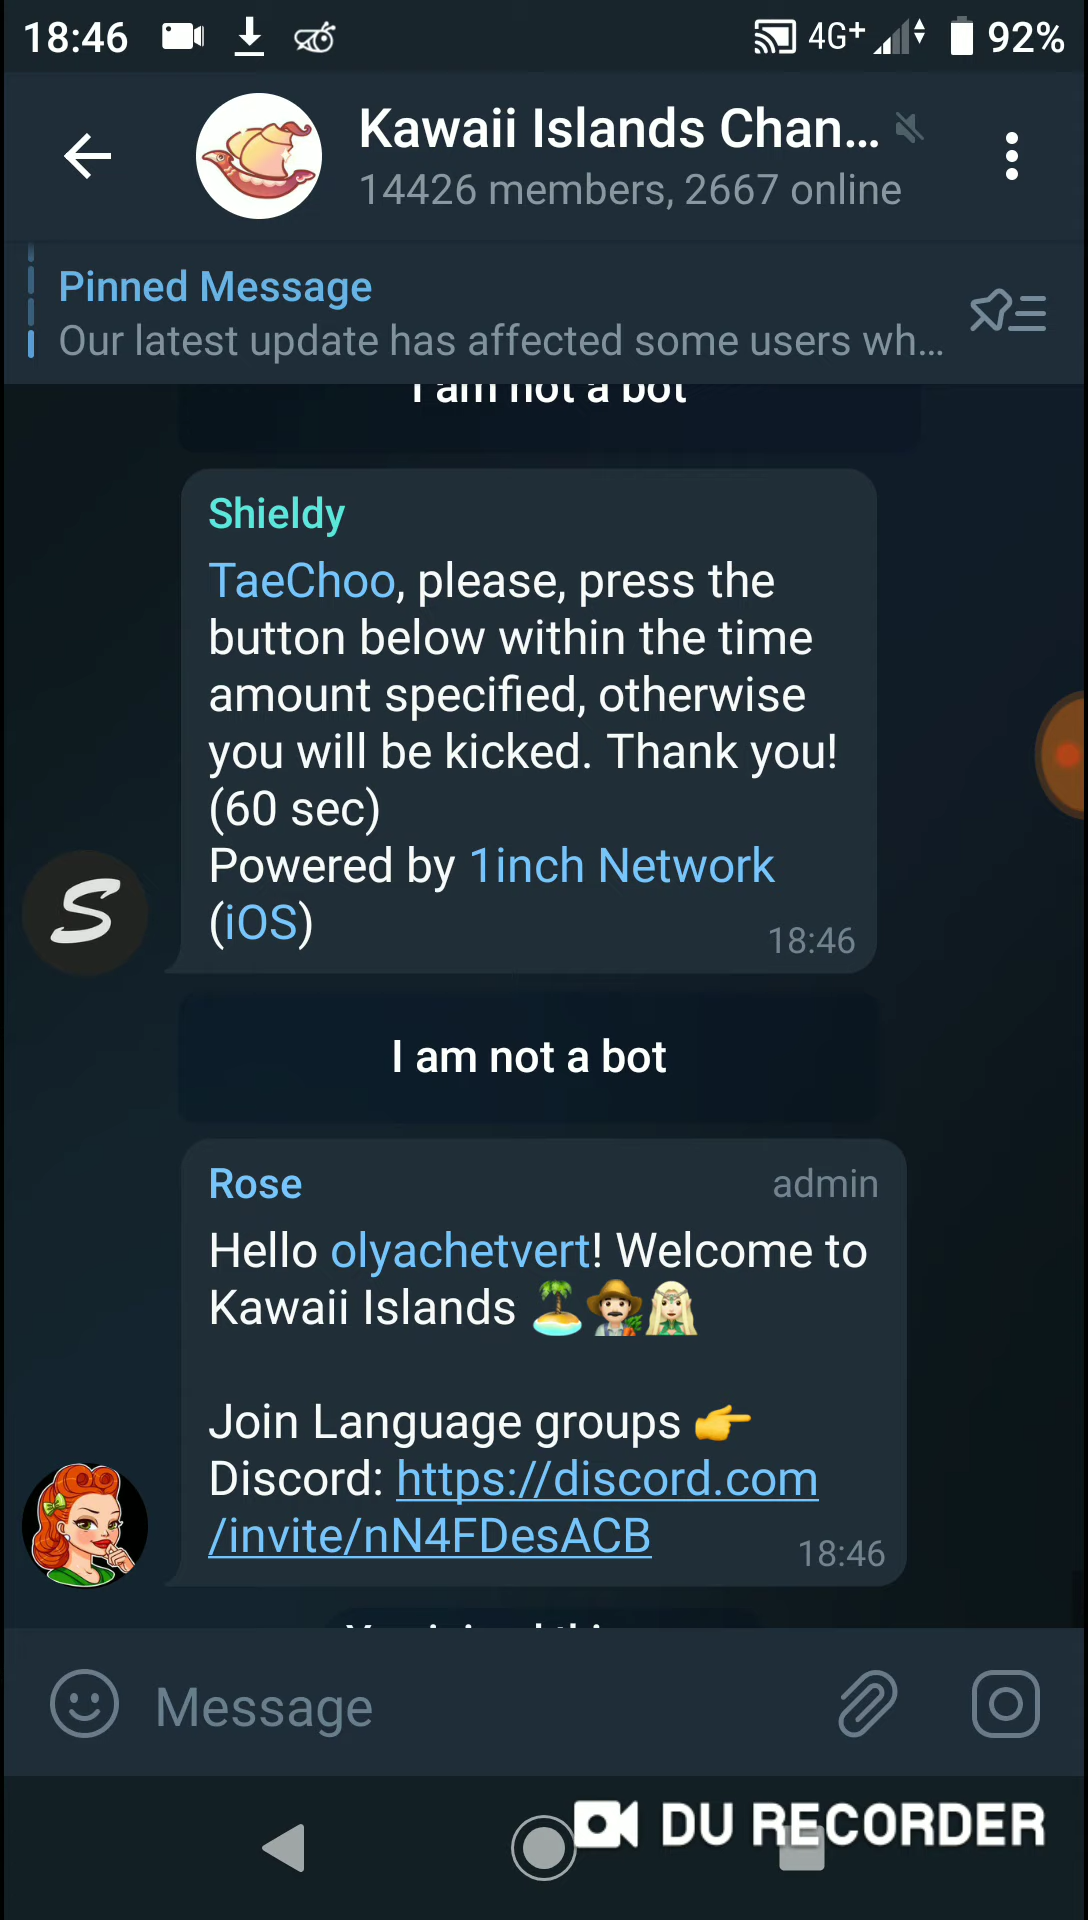 18:46 4G+ 92%
Kawaii Islands Chan...
14426 members, 2667 online
Pinned Message
Our latest update has affected some users wh...
I am not a bot
Shieldy
TaeChoo, please, press the
button below within the time
amount specified, otherwise
you will be kicked. Thank you!
(60 sec)
Powered by 1inch Network
(iOS)
18:46
S
I am not a bot
Rose admin
Hello olyachetvert! Welcome to
Kawaii Islands 🏝👨🏻‍🌾🧝🏻‍♀️
Join Language groups 👉
Discord: https://discord.com
/invite/nN4FDesACB
18:46
Message
DU RECORDER